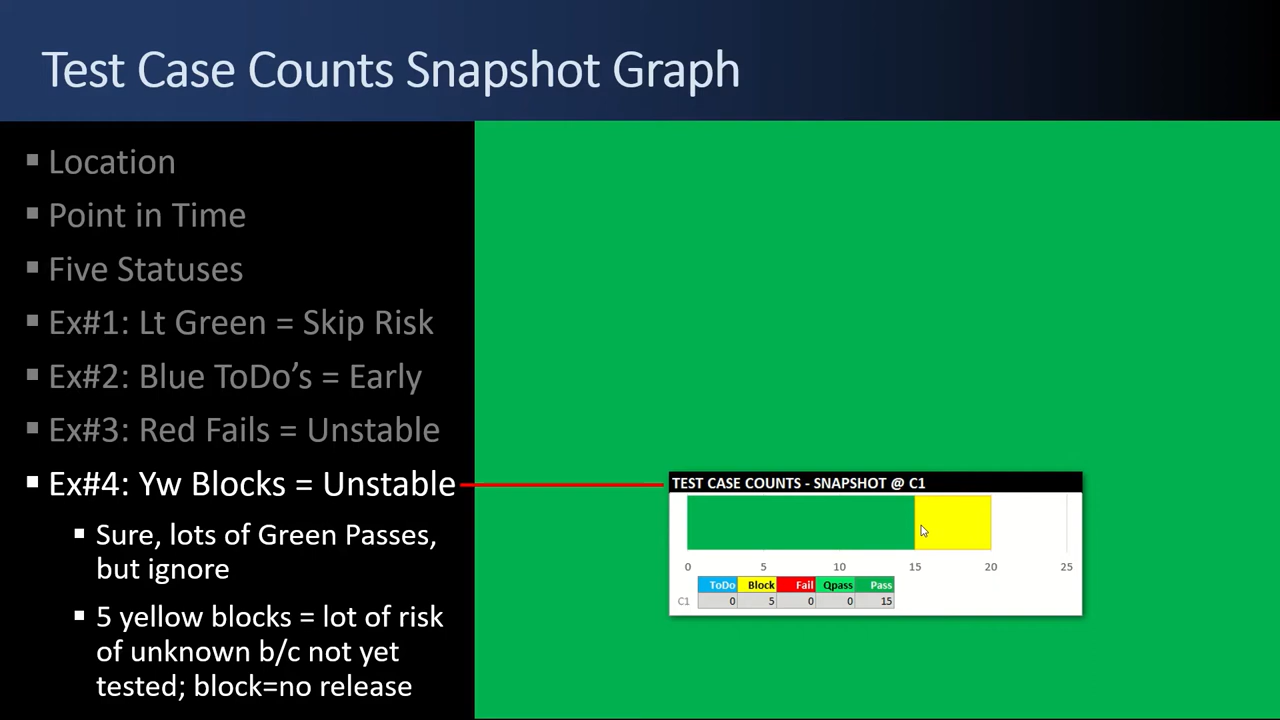 Test Case Counts Snapshot Graph
Location
Point in Time
Five Statuses
Ex#1: Lt Green = Skip Risk
Ex#2: Blue ToDo's = Early
Ex#3: Red Fails = Unstable
Ex#4: Yw Blocks = Unstable
Sure, lots of Green Passes,
but ignore
5 yellow blocks = lot of risk
of unknown b/c not yet
tested; block=no release
TEST CASE COUNTS - SNAPSHOT @ C1
0 5 10 15 20 25
ToDo Block Fail Qpass Pass
C1 0 5 0 0 15